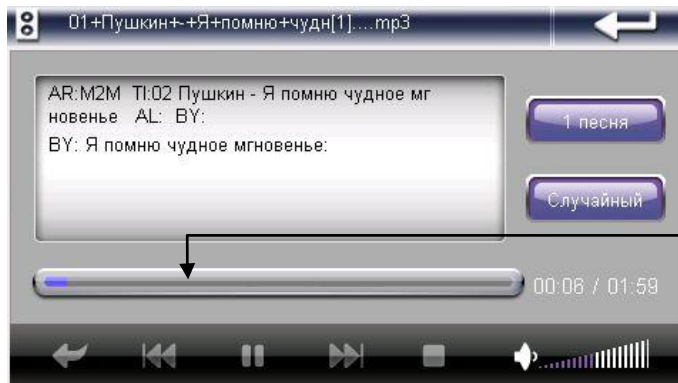 01+Пушкин+-+Я+помню+чудн[1]....mp3
AR:M2M TI:02 Пушкин - Я помню чудное мг
новенье AL: BY:
BY: Я помню чудное мгновенье:
1 песня
Случайный
00:06 / 01:59